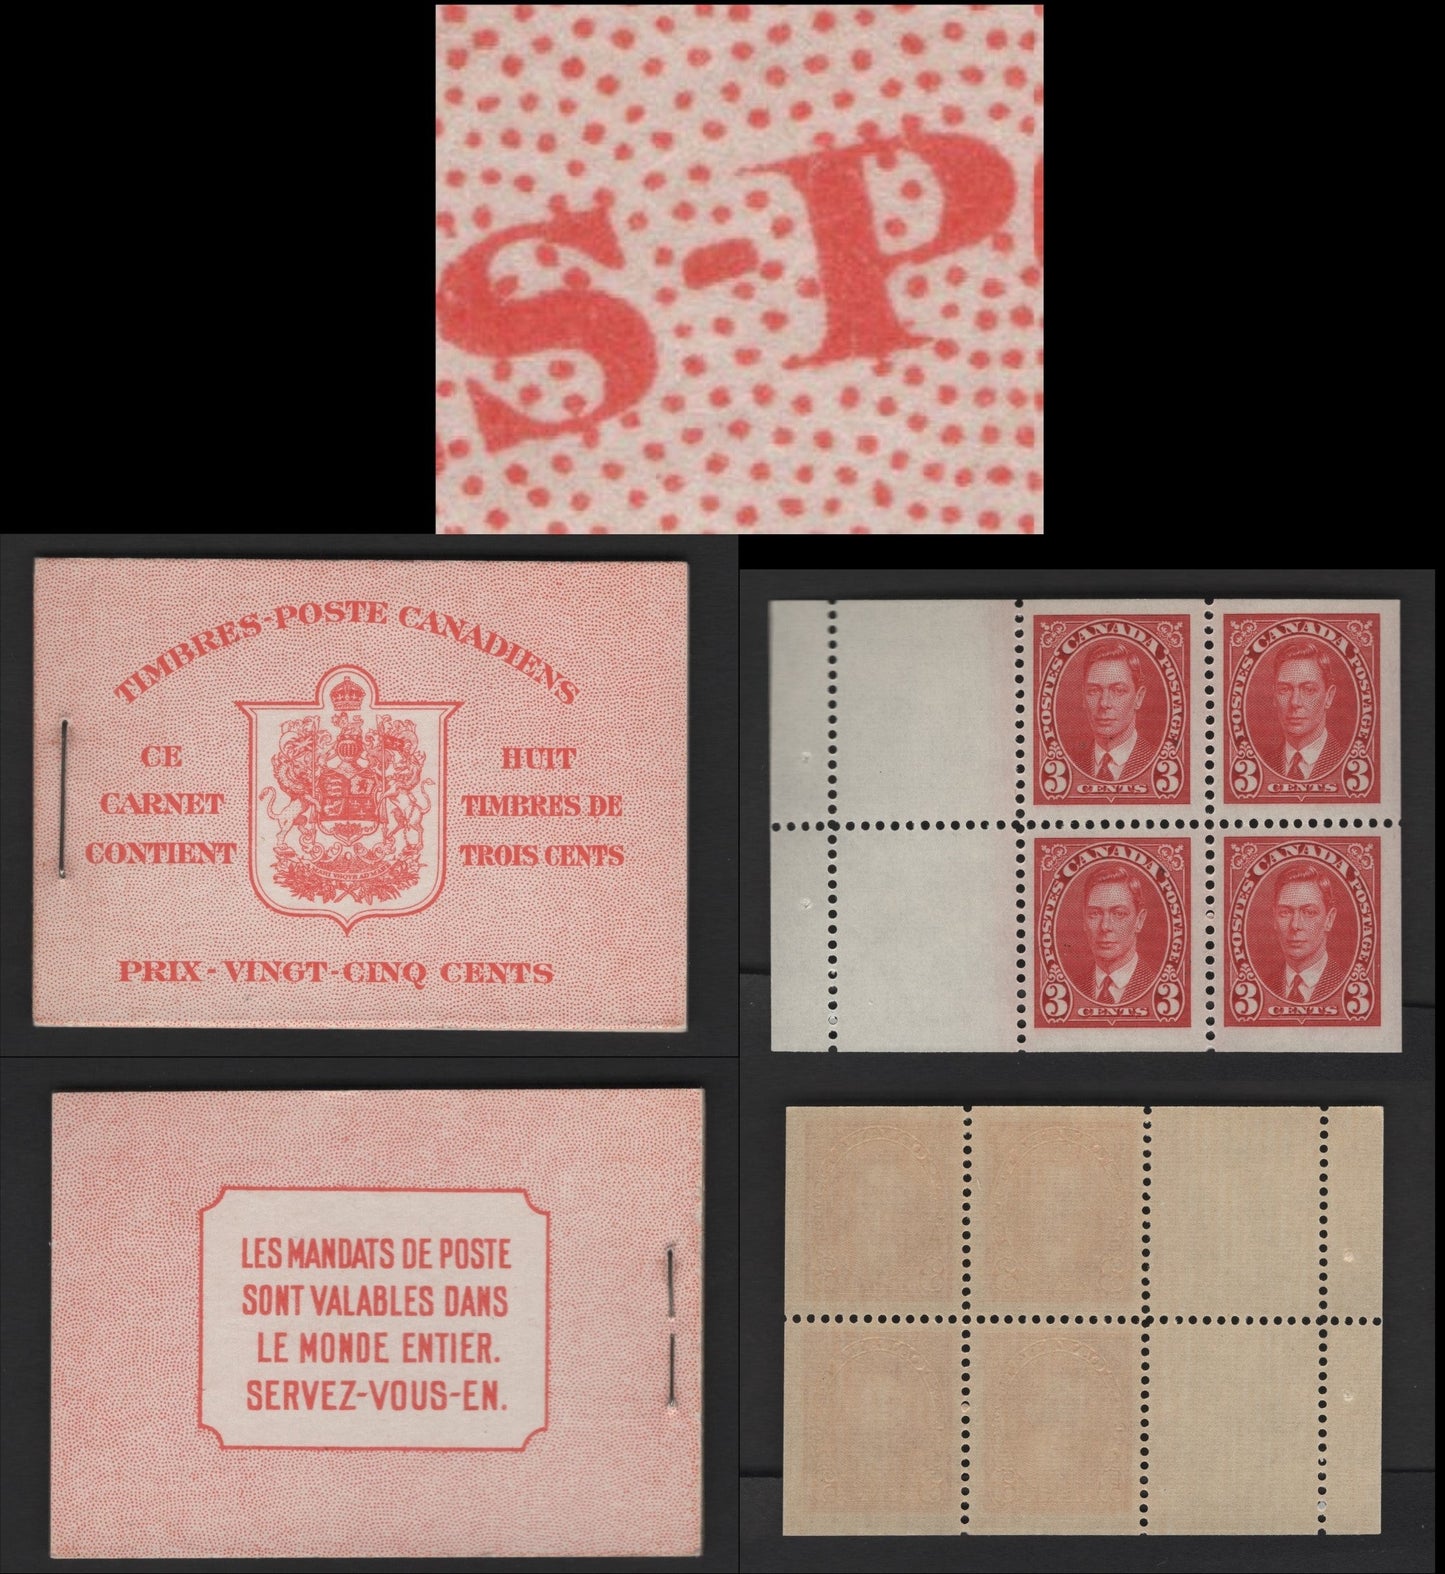 S-P
TIMBRES-POSTE CANADIENS
CE
CARNET
CONTIENT
HUIT
TIMBRES DE
TROIS CENTS
PRIX - VINGT-CINQ CENTS
POSTES CANADA POSTAGE
3 CENTS 3
POSTES CANADA POSTAGE
3 CENTS 3
POSTES CANADA POSTAGE
3 CENTS 3
POSTES CANADA POSTAGE
3 CENTS 3
LES MANDATS DE POSTE
SONT VALABLES DANS
LE MONDE ENTIER.
SERVEZ-VOUS-EN.